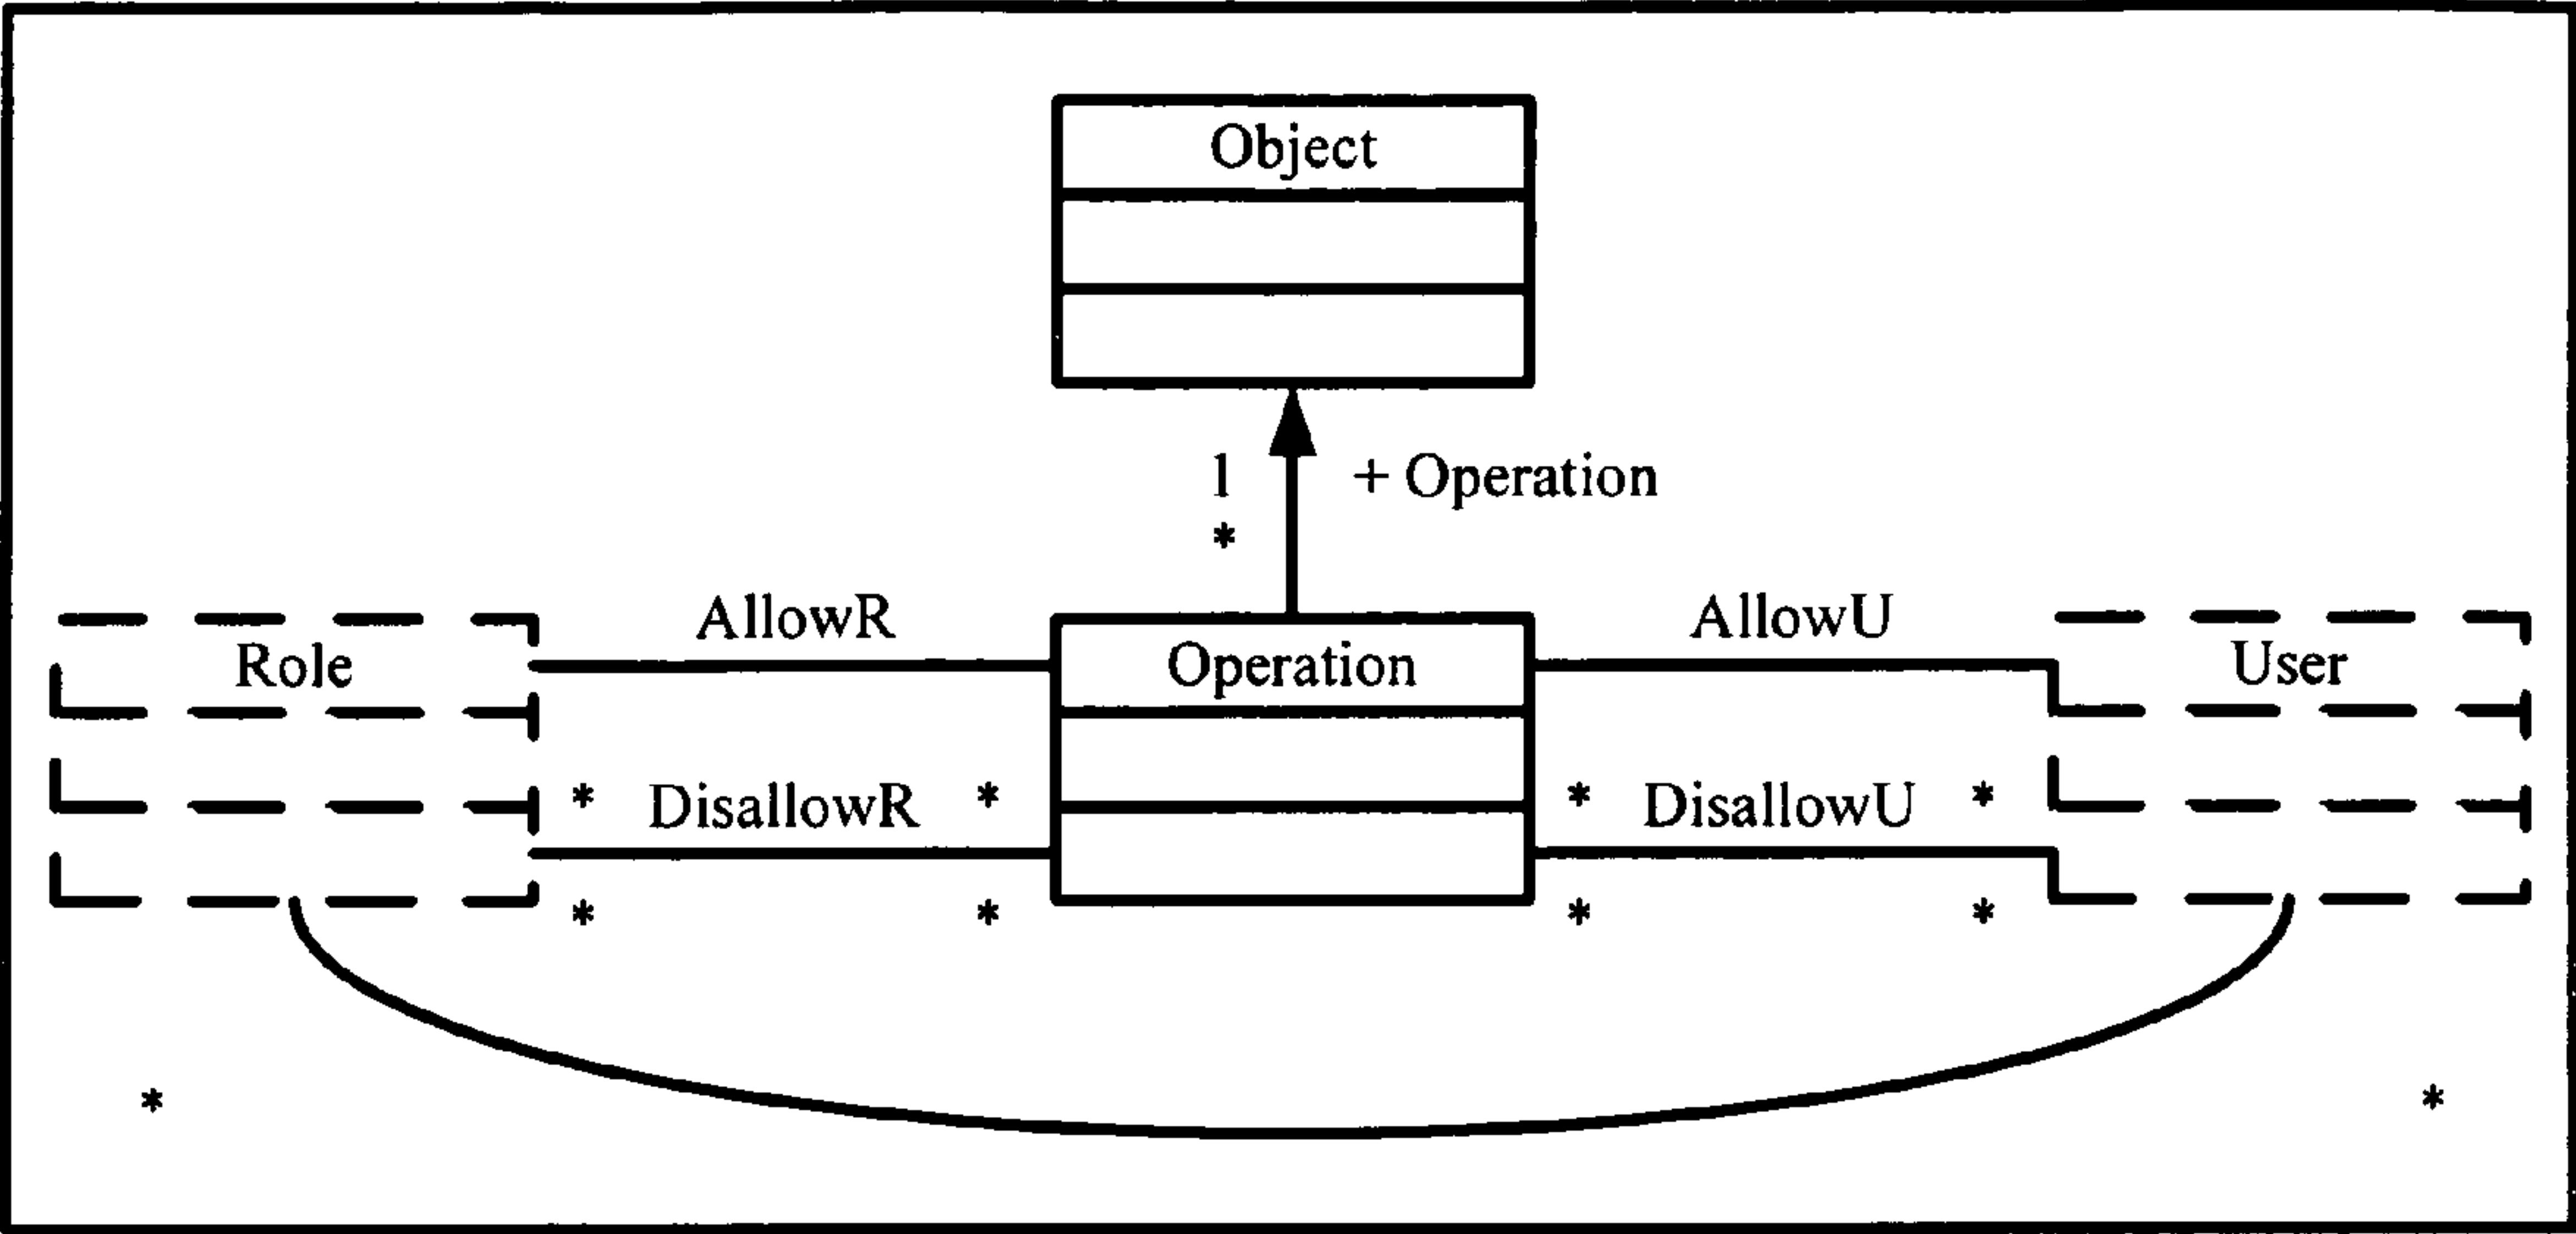 Object
1 + Operation
*
AllowR AllowU
Role Operation User
* DisallowR * * DisallowU *
* * * *
* *